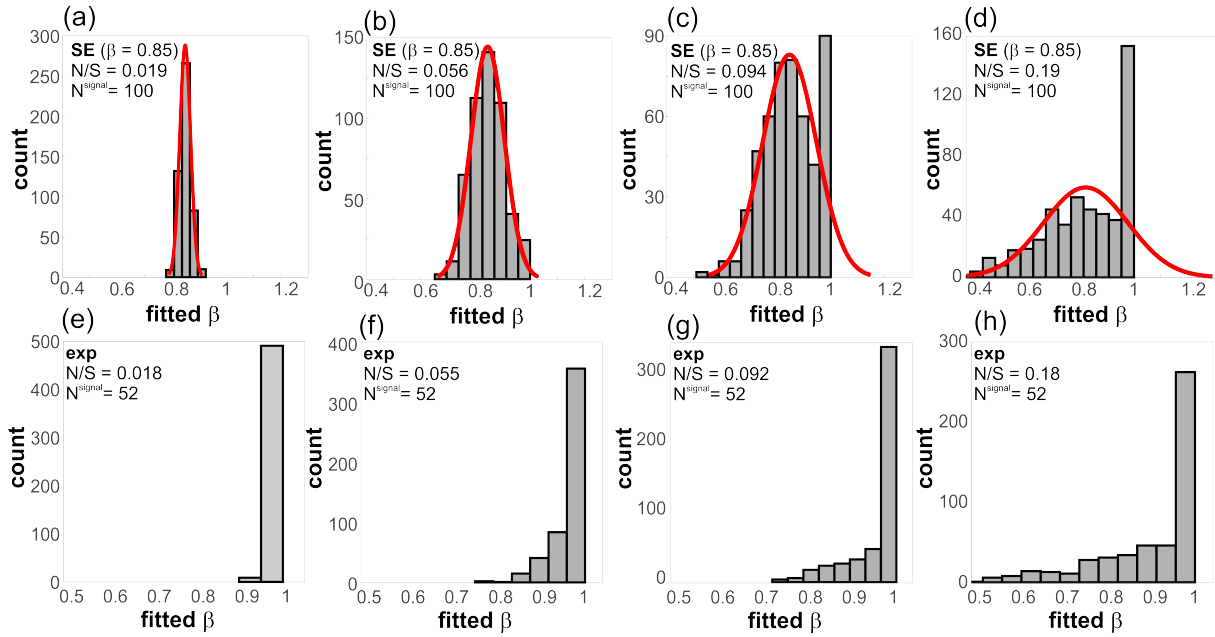 (a)
SE (β = 0.85)
N/S = 0.019
N^signal = 100
count
300
250
200
150
100
50
0
0.4
0.6
0.8
1
1.2
fitted β
(b)
SE (β = 0.85)
N/S = 0.056
N^signal = 100
count
150
100
50
0
0.4
0.6
0.8
1
1.2
fitted β
(c)
SE (β = 0.85)
N/S = 0.094
N^signal = 100
count
90
60
30
0
0.4
0.6
0.8
1
1.2
fitted β
(d)
SE (β = 0.85)
N/S = 0.19
N^signal = 100
count
160
120
80
40
0
0.4
0.6
0.8
1
1.2
fitted β
(e)
exp
N/S = 0.018
N^signal = 52
count
500
400
300
200
100
0
0.5
0.6
0.7
0.8
0.9
1
fitted β
(f)
exp
N/S = 0.055
N^signal = 52
count
400
300
200
100
0
0.5
0.6
0.7
0.8
0.9
1
fitted β
(g)
exp
N/S = 0.092
N^signal = 52
count
300
200
100
0
0.5
0.6
0.7
0.8
0.9
1
fitted β
(h)
exp
N/S = 0.18
N^signal = 52
count
300
200
100
0
0.5
0.6
0.7
0.8
0.9
1
fitted β